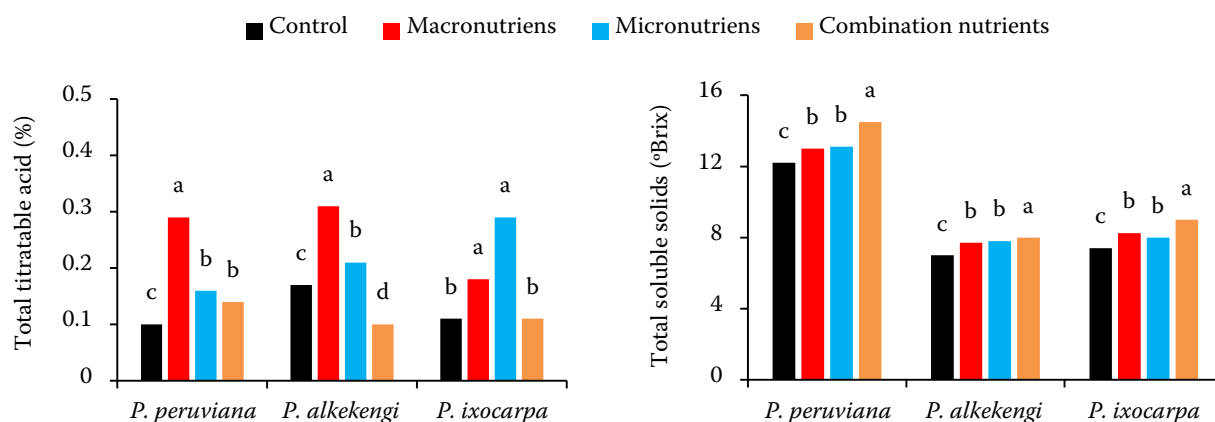 Control Macronutriens Micronutriens Combination nutrients
Total titratable acid (%)
0.5
0.4
0.3
0.2
0.1
0
c a b b
c a b d
b a a b
P. peruviana P. alkekengi P. ixocarpa
Total soluble solids (ºBrix)
16
12
8
4
0
c b b a
c b b a
c b b a
P. peruviana P. alkekengi P. ixocarpa